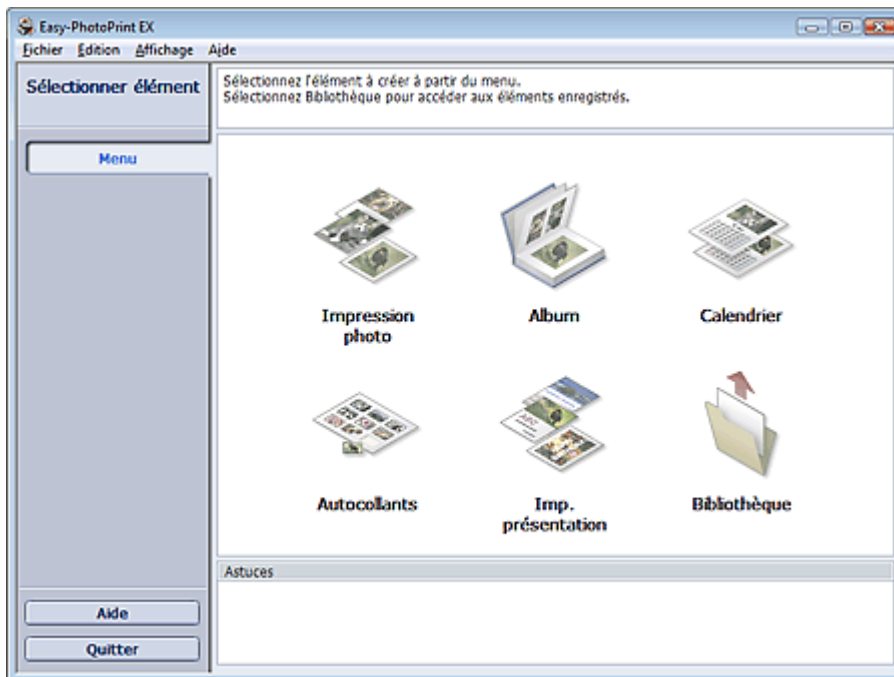 Easy-PhotoPrint EX
Fichier Édition Affichage Aide
Sélectionner élément
Sélectionnez l'élément à créer à partir du menu.
Sélectionnez Bibliothèque pour accéder aux éléments enregistrés.
Menu
Impression
photo
Album
Calendrier
Autocollants
Imp.
présentation
Bibliothèque
Astuces
Aide
Quitter